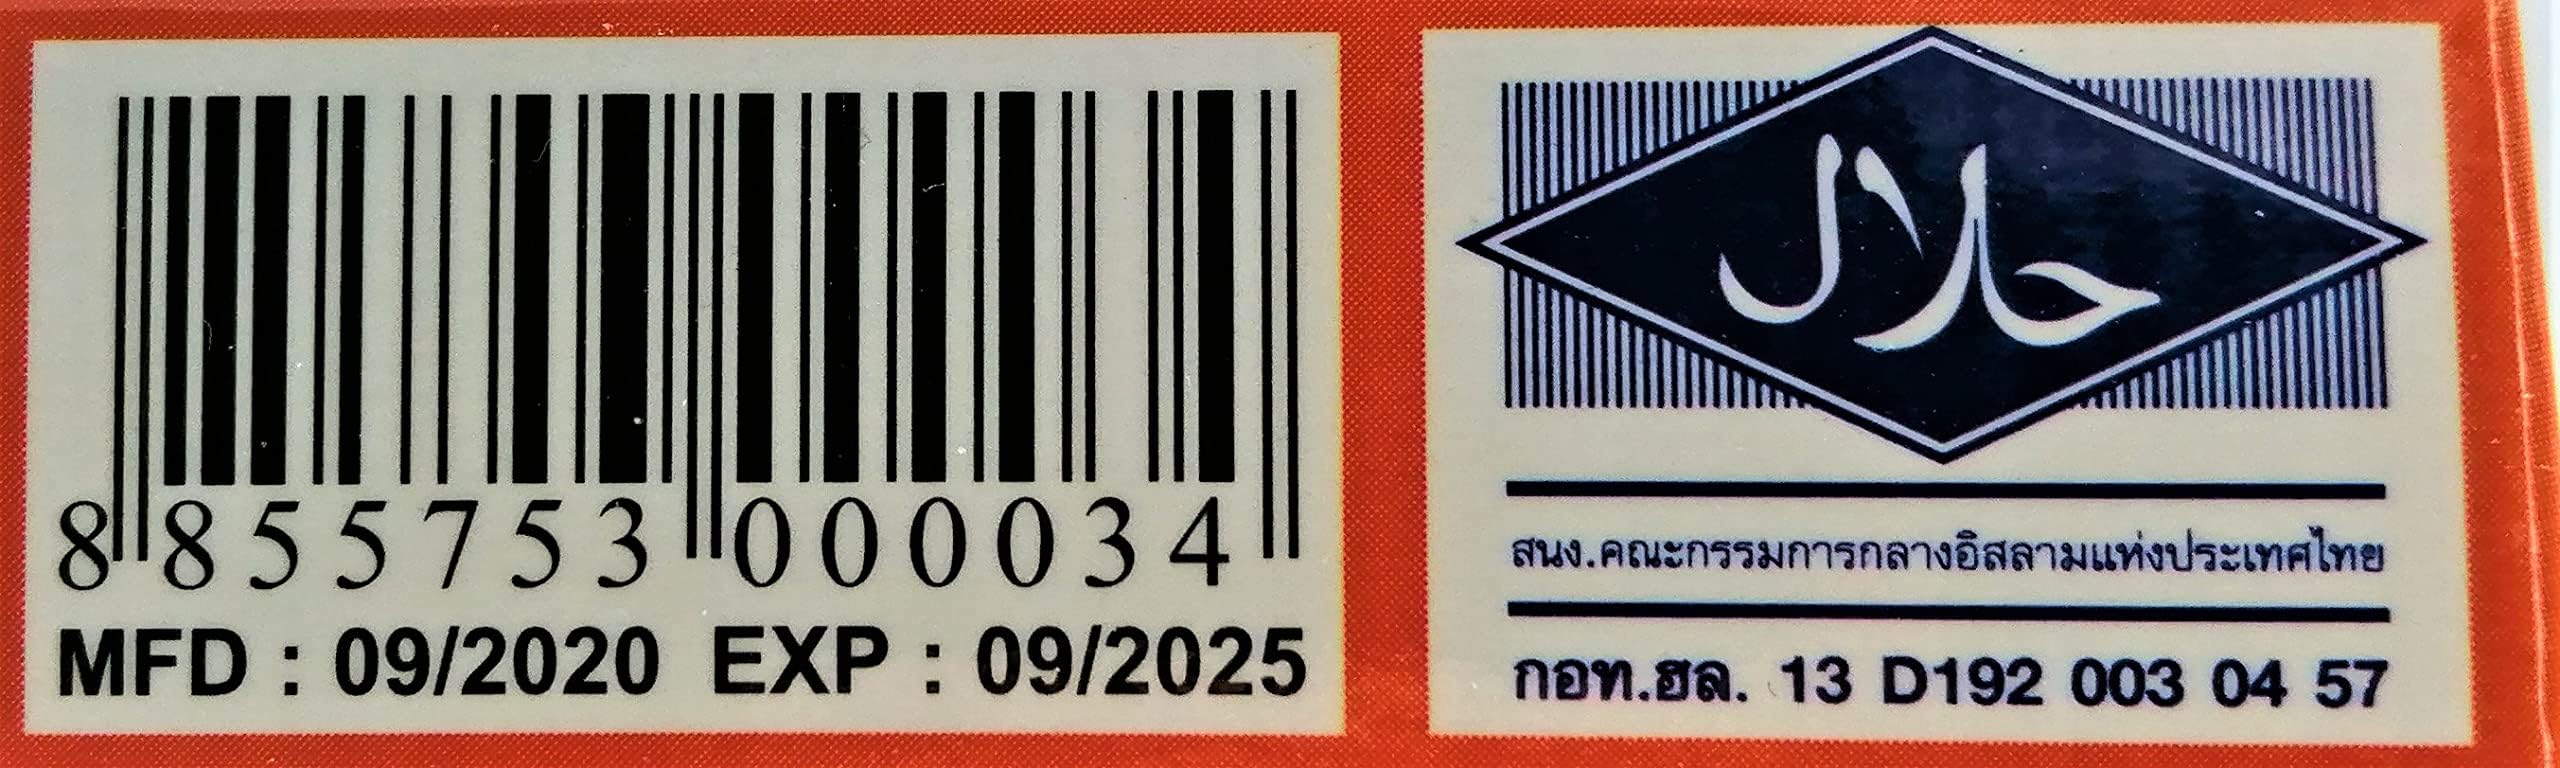 8 855753 000034
MFD : 09/2020 EXP : 09/2025
حلال
สนง.คณะกรรมการกลางอิสลามแห่งประเทศไทย
กอท.ฮล. 13 D192 003 04 57